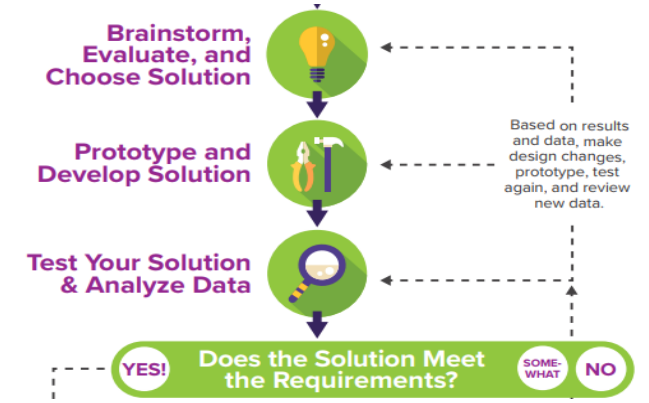 Brainstorm,
Evaluate, and
Choose Solution
Prototype and
Develop Solution
Based on results
and data, make
design changes,
prototype, test
again, and review
new data.
Test Your Solution
& Analyze Data
YES!
Does the Solution Meet
the Requirements?
SOME-
WHAT
NO